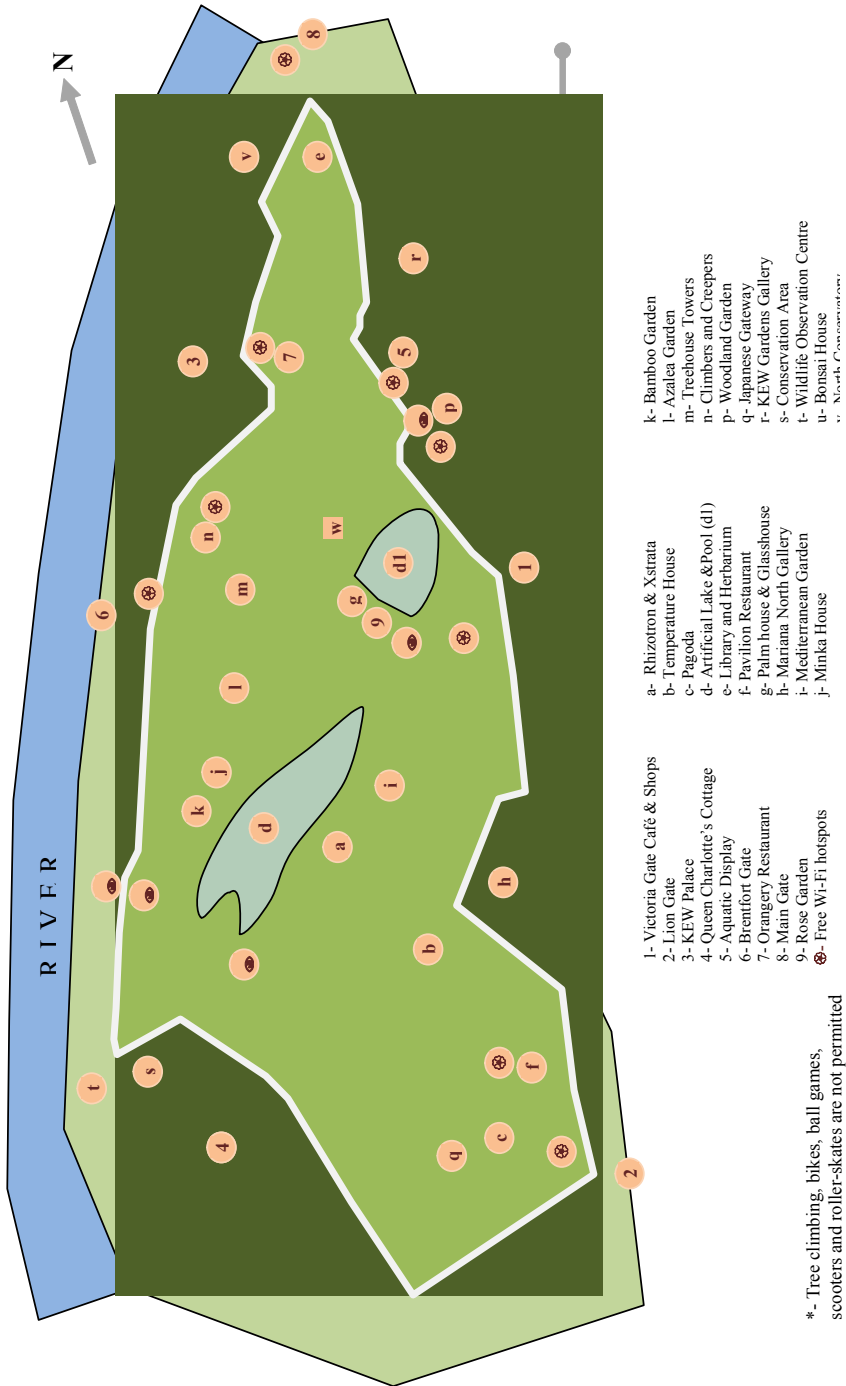 RIVER
N
t
6
s
3
k
n
j
4
l
m
v
d
7
8
e
w
a
g
9
i
d1
5
r
b
p
q
c
h
1
f
2
1- Victoria Gate Café & Shops
2- Lion Gate
3- KEW Palace
4- Queen Charlotte's Cottage
5- Aquatic Display
6- Brentfort Gate
7- Orangery Restaurant
8- Main Gate
9- Rose Garden
- Free Wi-Fi hotspots
a- Rhizotron & Xstrata
b- Temperature House
c- Pagoda
d- Artificial Lake &Pool (d1)
e- Library and Herbarium
f- Pavilion Restaurant
g- Palm house & Glasshouse
h- Mariana North Gallery
i- Mediterranean Garden
j- Minka House
k- Bamboo Garden
l- Azalea Garden
m- Treehouse Towers
n- Climbers and Creepers
p- Woodland Garden
q- Japanese Gateway
r- KEW Gardens Gallery
s- Conservation Area
t- Wildlife Observation Centre
u- Bonsai House
v- North Conservatory
*- Tree climbing, bikes, ball games,
scooters and roller-skates are not permitted